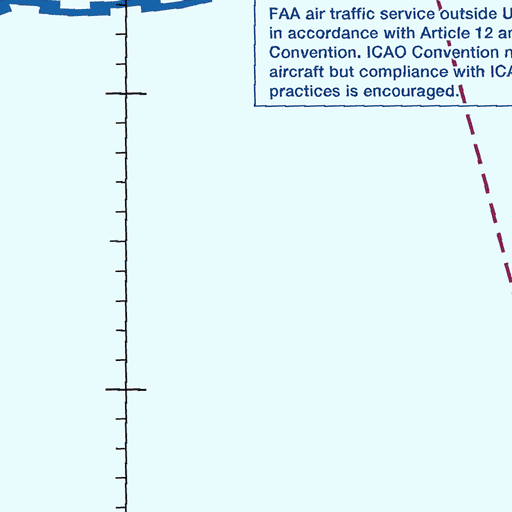 FAA air traffic service outside U
in accordance with Article 12 an
Convention. ICAO Convention n
aircraft but compliance with ICA
practices is encouraged.